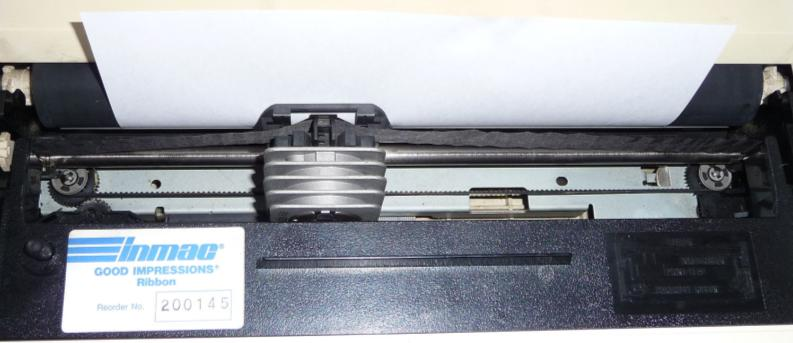 Inmac®
GOOD IMPRESSIONS+
Ribbon
Reorder No. 200145